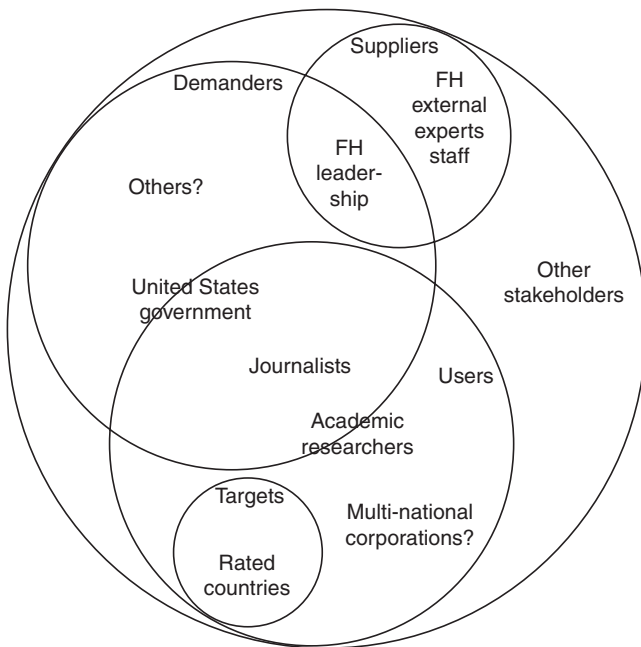 Suppliers
FH
external
experts
staff
Demanders
FH
leader-
ship
Others?
Other
stakeholders
United States
government
Journalists
Users
Academic
researchers
Targets
Multi-national
corporations?
Rated
countries